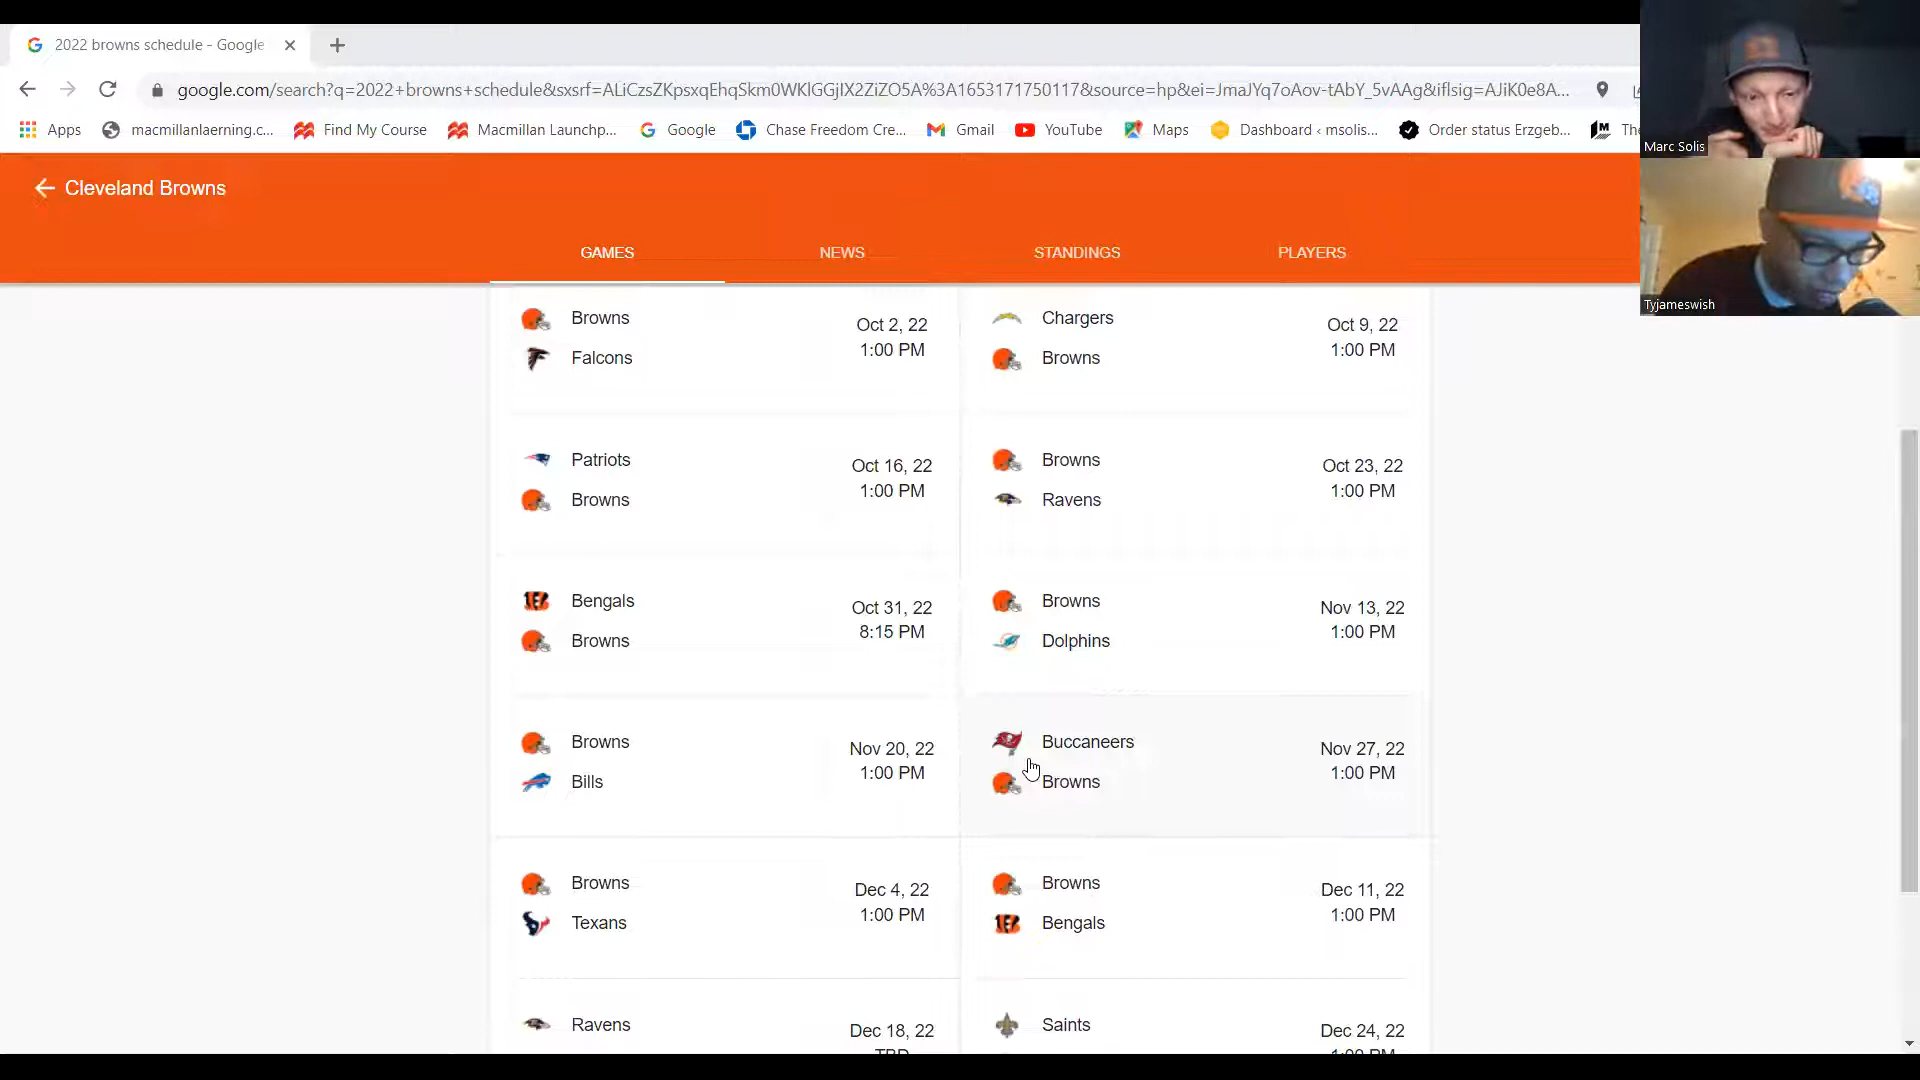 2022 browns schedule - Google
google.com/search?q=2022+browns+schedule&sxsrf=ALiCzsZKpsxqEhqSkm0WKlGGjIX2ZiZO5A%3A1653171750117&source=hp&ei=JmaJYq7oAov-tAbY_5vAAg&iflsig=AJiK0e8A...
Apps macmillanlaerning.c... Find My Course Macmillan Launchp... Google Chase Freedom Cre... Gmail YouTube Maps Dashboard ‹ msolis... Order status Erzgeb... The
Marc Solis
Tyjameswish
Cleveland Browns
GAMES NEWS STANDINGS PLAYERS
Browns
Falcons
Oct 2, 22
1:00 PM
Chargers
Browns
Oct 9, 22
1:00 PM
Patriots
Browns
Oct 16, 22
1:00 PM
Browns
Ravens
Oct 23, 22
1:00 PM
Bengals
Browns
Oct 31, 22
8:15 PM
Browns
Dolphins
Nov 13, 22
1:00 PM
Browns
Bills
Nov 20, 22
1:00 PM
Buccaneers
Browns
Nov 27, 22
1:00 PM
Browns
Texans
Dec 4, 22
1:00 PM
Browns
Bengals
Dec 11, 22
1:00 PM
Ravens
Dec 18, 22
TBD
Saints
Dec 24, 22
1:00 PM